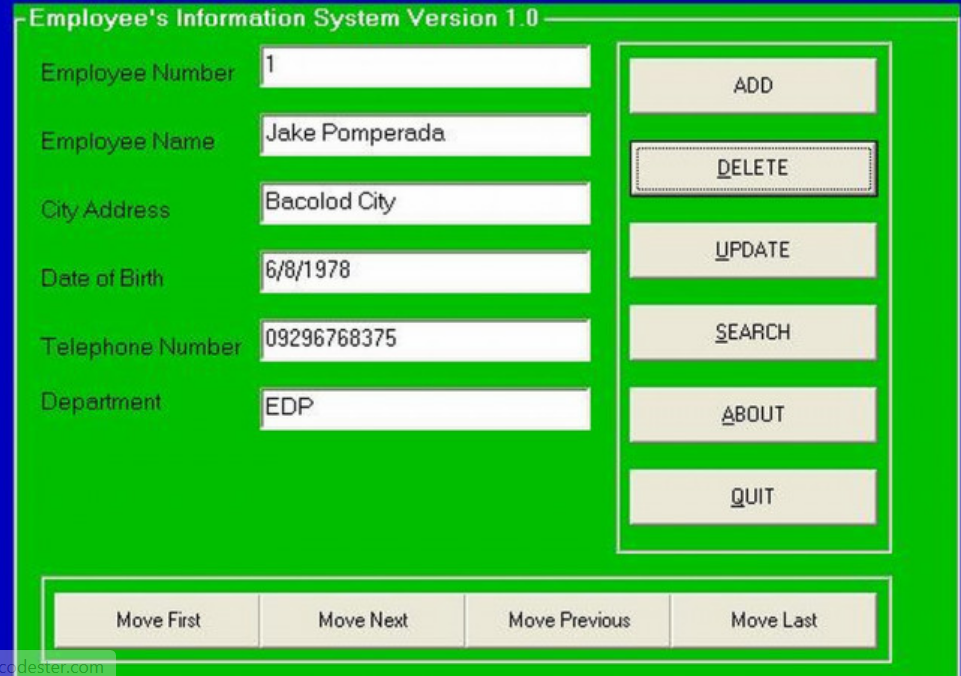 Employee's Information System Version 1.0
Employee Number 1
Employee Name Jake Pomperada
City Address Bacolod City
Date of Birth 6/8/1978
Telephone Number 09296768375
Department EDP
ADD
DELETE
UPDATE
SEARCH
ABOUT
QUIT
Move First Move Next Move Previous Move Last
codester.com